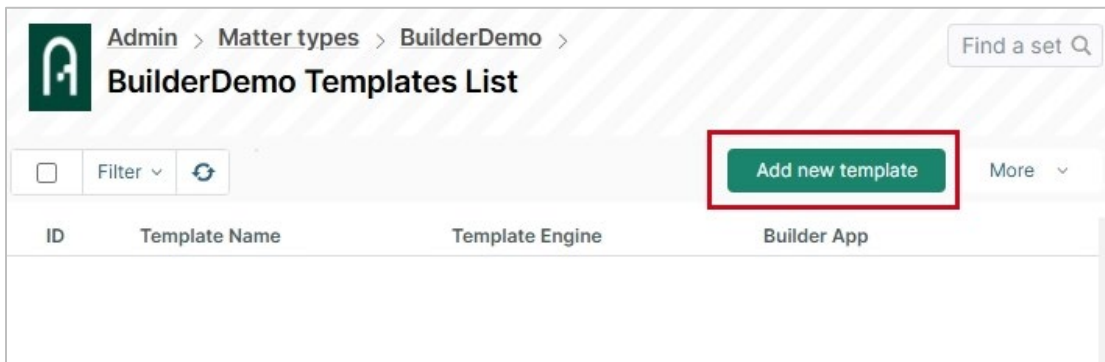 Admin > Matter types > BuilderDemo >
Find a set
BuilderDemo Templates List
Filter
Add new template
More
ID Template Name Template Engine Builder App